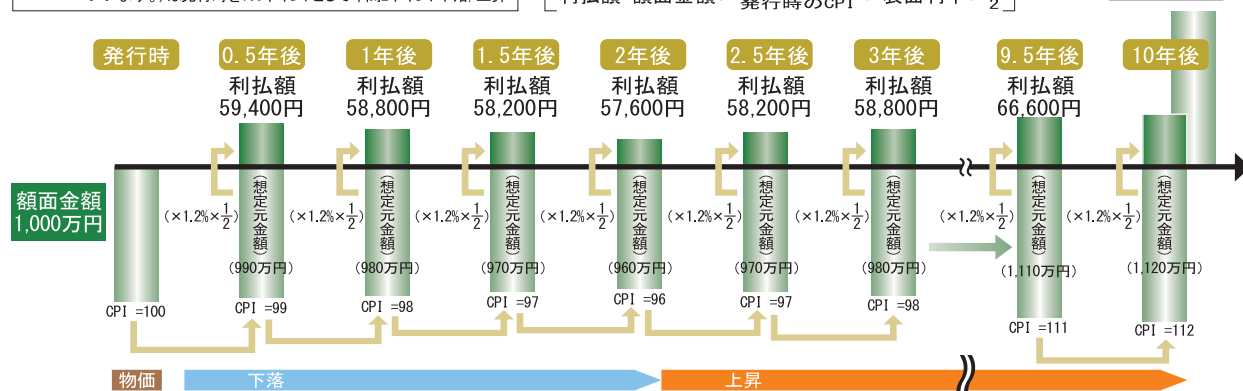 発行時のCPI
2
発行時
0.5年後
1年後
1.5年後
2年後
2.5年後
3年後
9.5年後
10年後
利払額
59,400円
利払額
58,800円
利払額
58,200円
利払額
57,600円
利払額
58,200円
利払額
58,800円
利払額
66,600円
額面金額
1,000万円
(×1.2%×1/2)
(×1.2%×1/2)
(×1.2%×1/2)
(×1.2%×1/2)
(×1.2%×1/2)
(×1.2%×1/2)
(×1.2%×1/2)
(×1.2%×1/2)
(想定元金額)
(990万円)
(想定元金額)
(980万円)
(想定元金額)
(970万円)
(想定元金額)
(960万円)
(想定元金額)
(970万円)
(想定元金額)
(980万円)
(想定元金額)
(1,110万円)
(想定元金額)
(1,120万円)
CPI =100
CPI =99
CPI =98
CPI =97
CPI =96
CPI =97
CPI =98
CPI =111
CPI =112
物価
下落
上昇